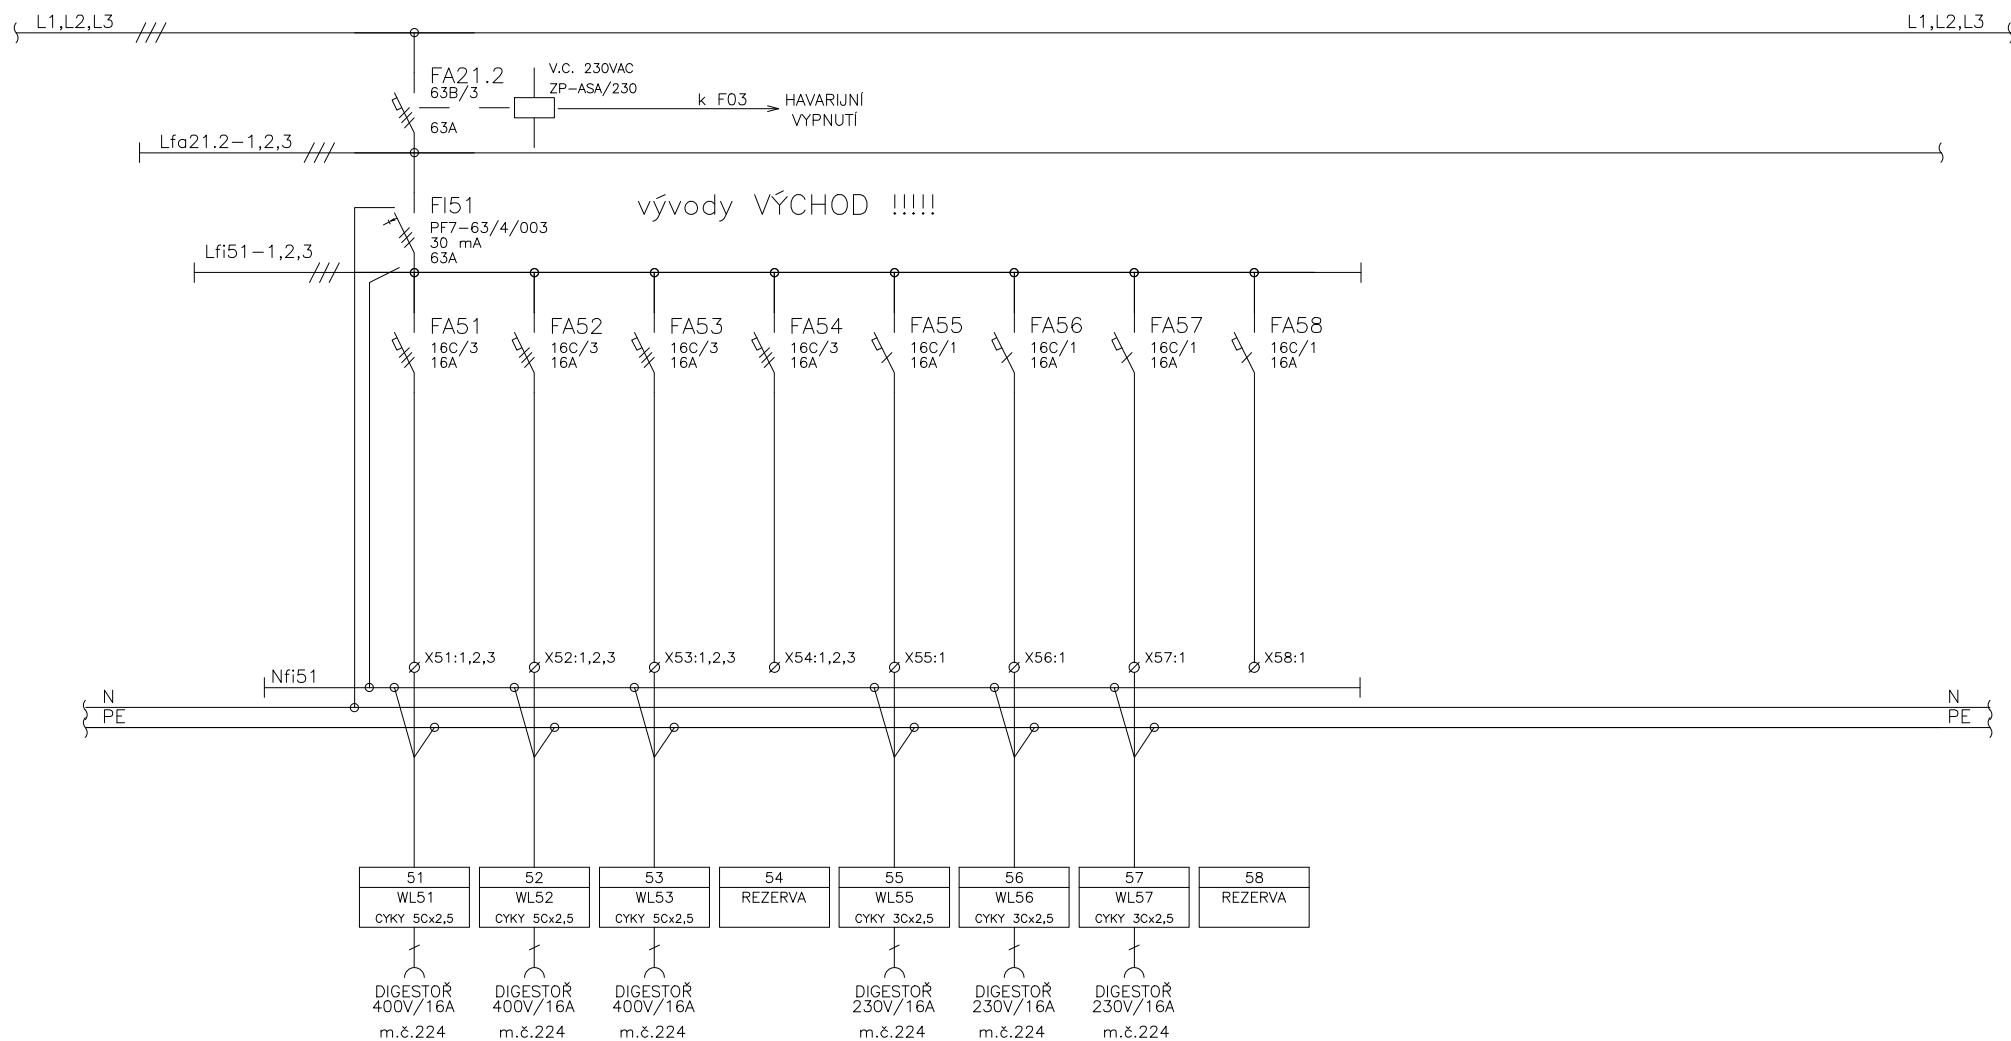 L1,L2,L3
L1,L2,L3
FA21.2
63B/3
63A
V.C. 230VAC
ZP-ASA/230
k F03
HAVARIJNÍ
VYPNUTÍ
Lfa21.2-1,2,3
FI51
PF7-63/4/003
30 mA
63A
vývody VÝCHOD !!!!!
Lfi51-1,2,3
FA51
16C/3
16A
FA52
16C/3
16A
FA53
16C/3
16A
FA54
16C/3
16A
FA55
16C/1
16A
FA56
16C/1
16A
FA57
16C/1
16A
FA58
16C/1
16A
X51:1,2,3
X52:1,2,3
X53:1,2,3
X54:1,2,3
X55:1
X56:1
X57:1
X58:1
Nfi51
N
N
PE
PE
51
WL51
CYKY 5Cx2,5
52
WL52
CYKY 5Cx2,5
53
WL53
CYKY 5Cx2,5
54
REZERVA
55
WL55
CYKY 3Cx2,5
56
WL56
CYKY 3Cx2,5
57
WL57
CYKY 3Cx2,5
58
REZERVA
DIGESTOŘ
400V/16A
m.č.224
DIGESTOŘ
400V/16A
m.č.224
DIGESTOŘ
400V/16A
m.č.224
DIGESTOŘ
230V/16A
m.č.224
DIGESTOŘ
230V/16A
m.č.224
DIGESTOŘ
230V/16A
m.č.224